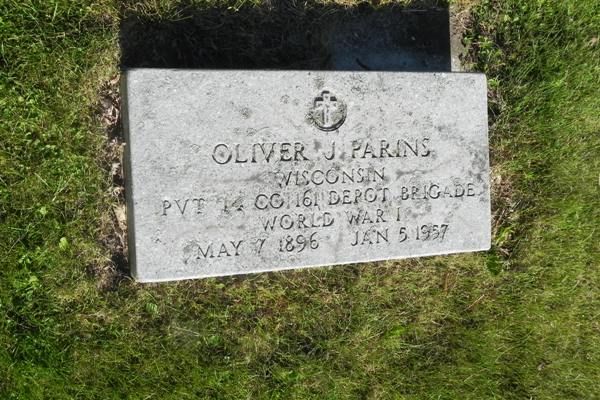 OLIVER J PARINS
WISCONSIN
PVT 14 CO 161 DEPOT BRIGADE
WORLD WAR I
MAY 7 1896 JAN 5 1957